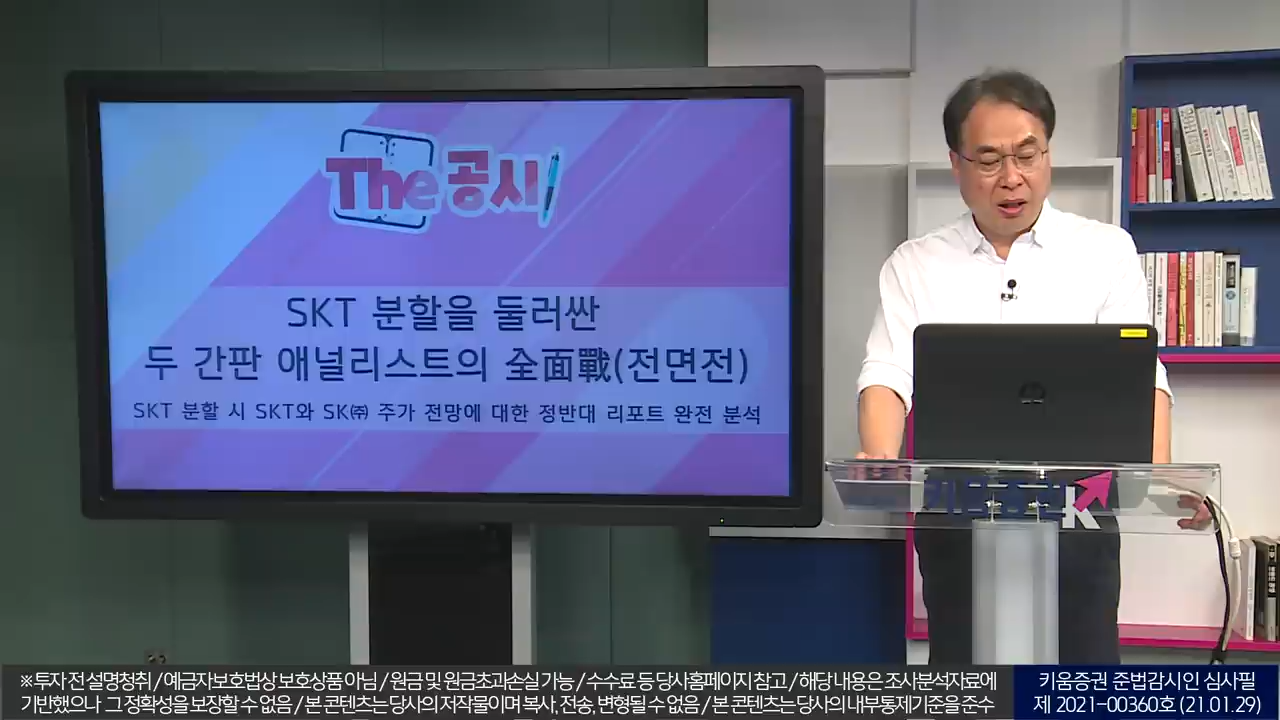 The 공시
SKT 분할을 둘러싼
두 간판 애널리스트의 全面戰(전면전)
SKT 분할 시 SKT와 SK㈜ 주가 전망에 대한 정반대 리포트 완전 분석
키움증권
※ 투자 전 설명청취 / 예금자보호법상 보호상품 아님 / 원금 및 원금초과손실 가능 / 수수료 등 당사홈페이지 참고 / 해당 내용은 조사분석자료에
기반했으나 그 정확성을 보장할 수 없음 / 본 콘텐츠는 당사의 저작물이며 복사, 전송, 변형될 수 없음 / 본 콘텐츠는 당사의 내부통제기준을 준수
키움증권 준법감시인 심사필
제 2021-00360호 (21.01.29)